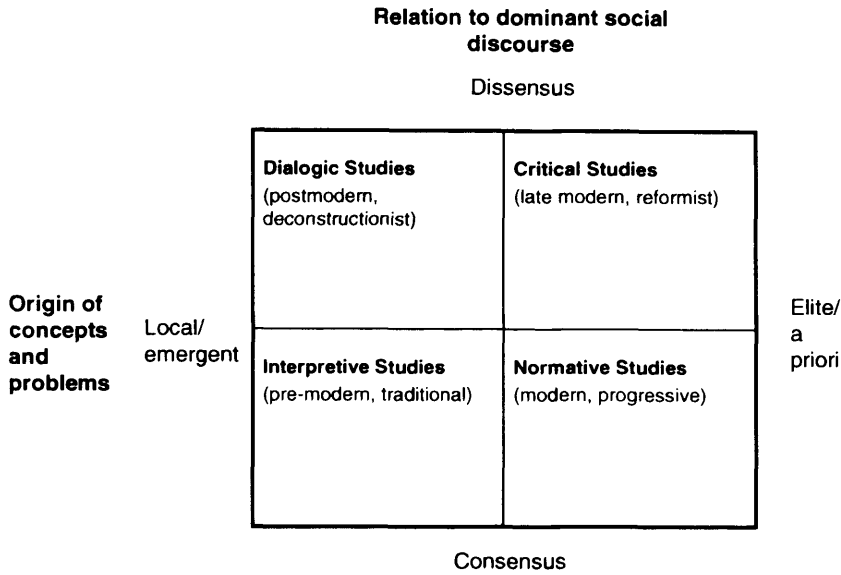 Relation to dominant social
discourse
Dissensus
Dialogic Studies
(postmodern,
deconstructionist)
Critical Studies
(late modern, reformist)
Origin of
concepts
and
problems
Local/
emergent
Elite/
a
priori
Interpretive Studies
(pre-modern, traditional)
Normative Studies
(modern, progressive)
Consensus